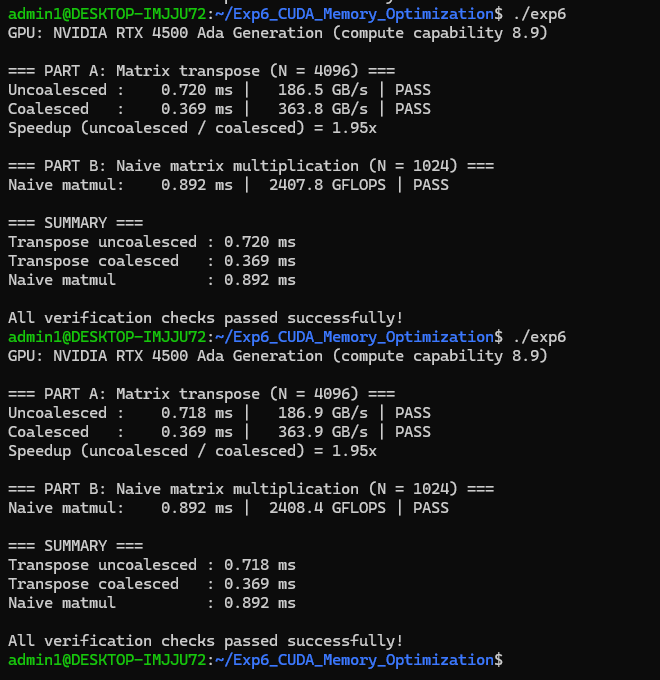 admin1@DESKTOP-IMJJU72:~/Exp6_CUDA_Memory_Optimization$ ./exp6
GPU: NVIDIA RTX 4500 Ada Generation (compute capability 8.9)

=== PART A: Matrix transpose (N = 4096) ===
Uncoalesced :    0.720 ms |   186.5 GB/s | PASS
Coalesced   :    0.369 ms |   363.8 GB/s | PASS
Speedup (uncoalesced / coalesced) = 1.95x

=== PART B: Naive matrix multiplication (N = 1024) ===
Naive matmul:    0.892 ms |  2407.8 GFLOPS | PASS

=== SUMMARY ===
Transpose uncoalesced : 0.720 ms
Transpose coalesced   : 0.369 ms
Naive matmul          : 0.892 ms

All verification checks passed successfully!
admin1@DESKTOP-IMJJU72:~/Exp6_CUDA_Memory_Optimization$ ./exp6
GPU: NVIDIA RTX 4500 Ada Generation (compute capability 8.9)

=== PART A: Matrix transpose (N = 4096) ===
Uncoalesced :    0.718 ms |   186.9 GB/s | PASS
Coalesced   :    0.369 ms |   363.9 GB/s | PASS
Speedup (uncoalesced / coalesced) = 1.95x

=== PART B: Naive matrix multiplication (N = 1024) ===
Naive matmul:    0.892 ms |  2408.4 GFLOPS | PASS

=== SUMMARY ===
Transpose uncoalesced : 0.718 ms
Transpose coalesced   : 0.369 ms
Naive matmul          : 0.892 ms

All verification checks passed successfully!
admin1@DESKTOP-IMJJU72:~/Exp6_CUDA_Memory_Optimization$